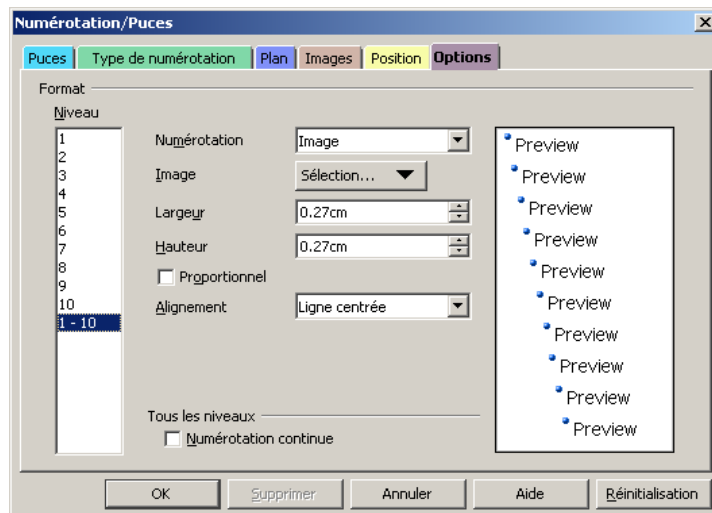 Numérotation/Puces
Puces Type de numérotation Plan Images Position Options
Format
Niveau
1
2
3
4
5
6
7
8
9
10
1 - 10
Numérotation Image
Image Sélection...
Largeur 0.27cm
Hauteur 0.27cm
Proportionnel
Alignement Ligne centrée
Tous les niveaux
Numérotation continue
Preview
Preview
Preview
Preview
Preview
Preview
Preview
Preview
Preview
Preview
OK Supprimer Annuler Aide Réinitialisation